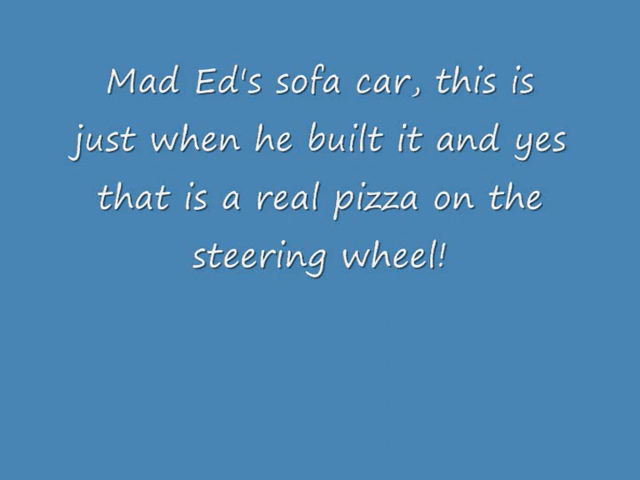 Mad Ed's sofa car, this is
just when he built it and yes
that is a real pizza on the
steering wheel!